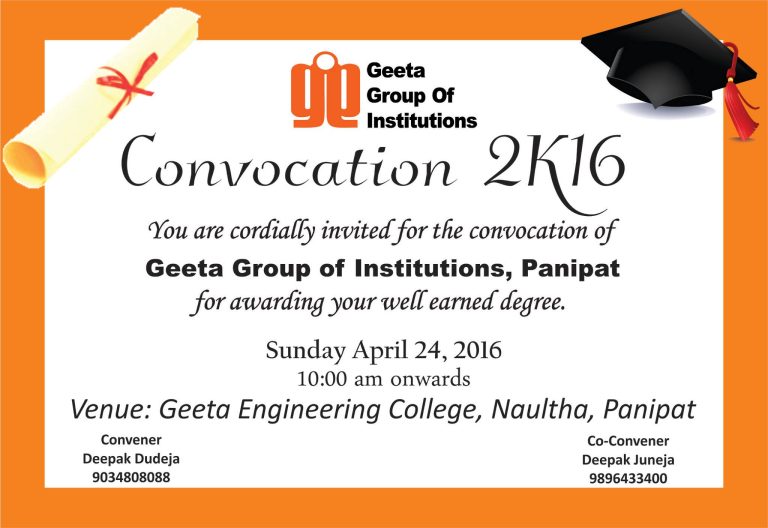 Geeta
Group Of
Institutions
Convocation 2K16
You are cordially invited for the convocation of
Geeta Group of Institutions, Panipat
for awarding your well earned degree.
Sunday April 24, 2016
10:00 am onwards
Venue: Geeta Engineering College, Naultha, Panipat
Convener
Deepak Dudeja
9034808088
Co-Convener
Deepak Juneja
9896433400